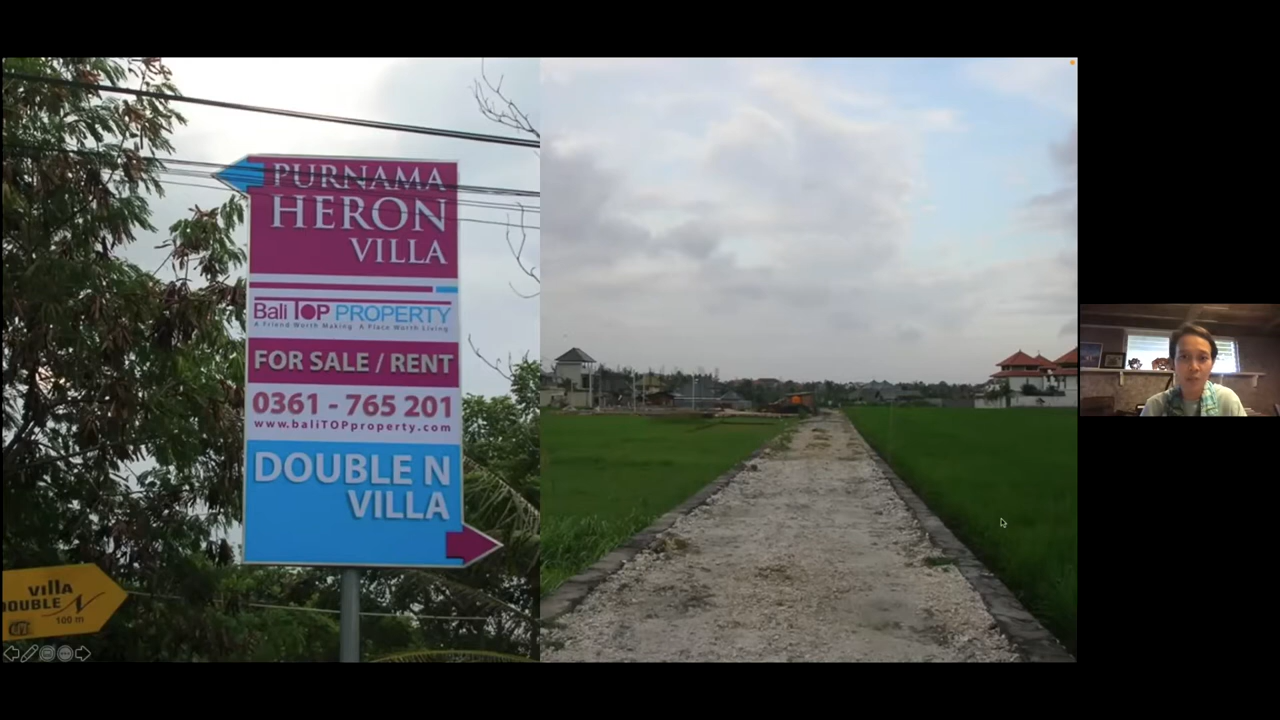 PURNAMA
HERON
VILLA
Bali TOP PROPERTY
A Friend Worth Making A Place Worth Living
FOR SALE / RENT
0361 - 765 201
www.baliTOPproperty.com
DOUBLE N
VILLA
villa
DOUBLE N
100 m